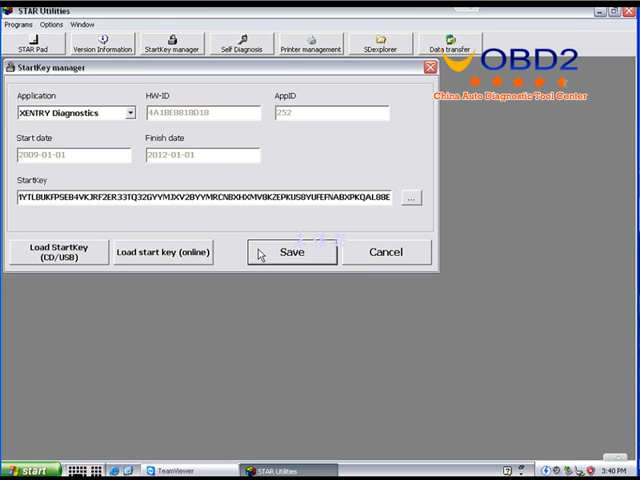 STAR Utilities
Programs Options Window
STAR Pad Version Information StartKey manager Self Diagnosis Printer management SDexplorer Data transfer
OBD2
China Auto Diagnostic Tool Center
StartKey manager
Application HW-ID AppID
XENTRY Diagnostics 4A1BE8818D18 252
Start date Finish date
2009-01-01 2012-01-01
StartKey
1YTLBUKFPSEB4VKJRF2ER33TQ32GYYMJXV2BYYMRCNBXHXMV8KZEPKUS8YUFEFNABXPKQAL88E ...
Load StartKey (CD/USB) Load start key (online) Save Cancel
start TeamViewer STAR Utilities 3:40 PM